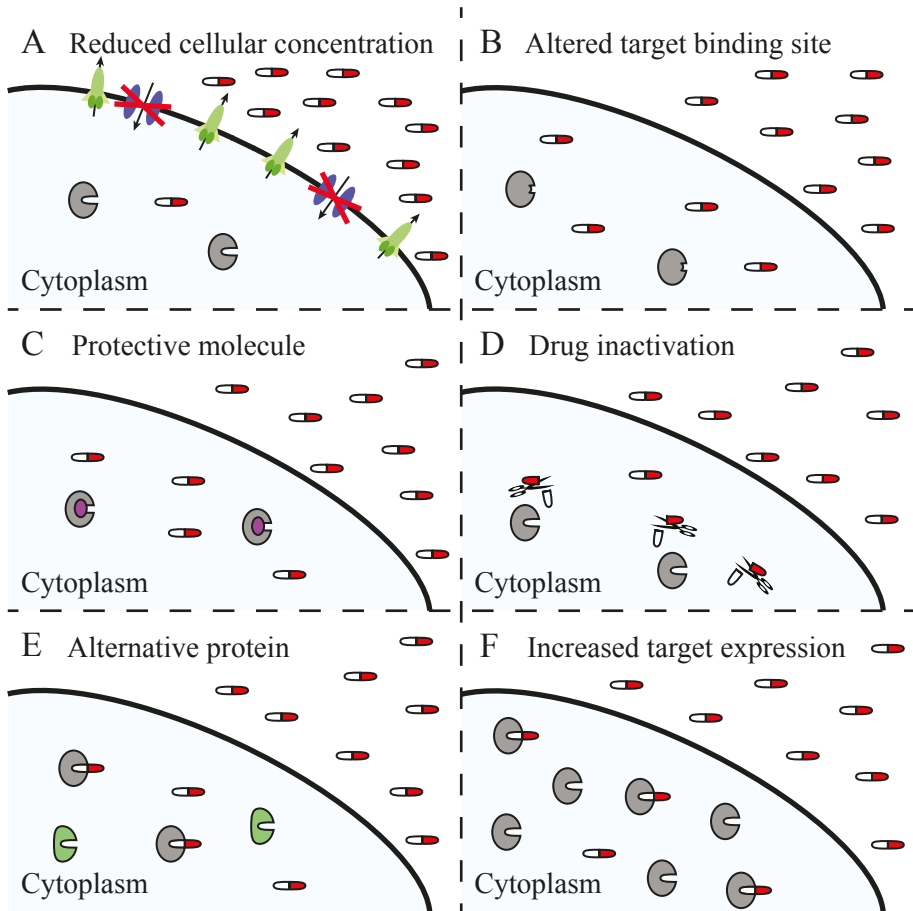 A Reduced cellular concentration
Cytoplasm
B Altered target binding site
Cytoplasm
C Protective molecule
Cytoplasm
D Drug inactivation
Cytoplasm
E Alternative protein
Cytoplasm
F Increased target expression
Cytoplasm